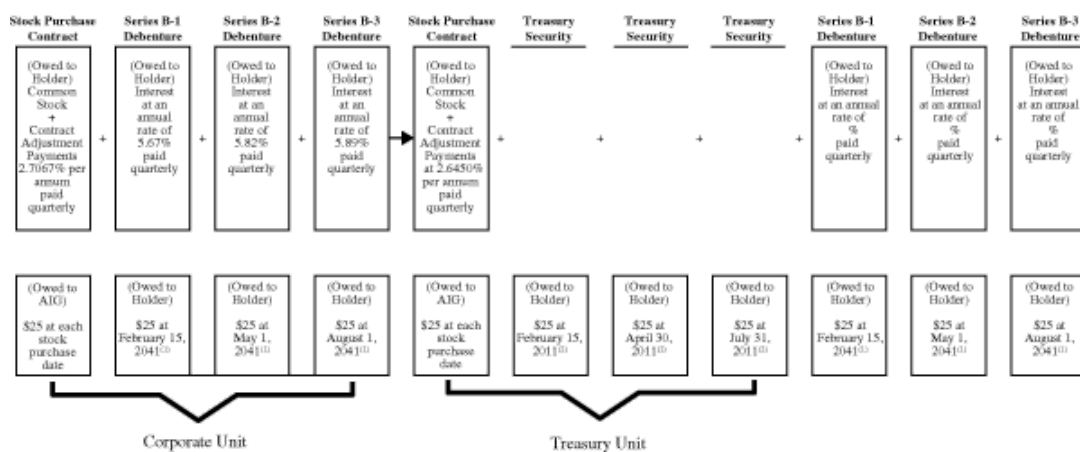 Stock Purchase
Contract
(Owed to
Holder)
Common
Stock
+
Contract
Adjustment
Payments
2.7067% per
annum
paid
quarterly
+
Series B-1
Debenture
(Owed to
Holder)
Interest
at an
annual
rate of
5.67%
paid
quarterly
+
Series B-2
Debenture
(Owed to
Holder)
Interest
at an
annual
rate of
5.82%
paid
quarterly
+
Series B-3
Debenture
(Owed to
Holder)
Interest
at an
annual
rate of
5.89%
paid
quarterly
Stock Purchase
Contract
(Owed to
Holder)
Common
Stock
+
Contract
Adjustment
Payments
at 2.6450%
per annum
paid
quarterly
+
Treasury
Security
+
Treasury
Security
+
Treasury
Security
+
Series B-1
Debenture
(Owed to
Holder)
Interest
at an annual
rate of
%
paid
quarterly
+
Series B-2
Debenture
(Owed to
Holder)
Interest
at an annual
rate of
%
paid
quarterly
+
Series B-3
Debenture
(Owed to
Holder)
Interest
at an annual
rate of
%
paid
quarterly
(Owed to
AIG)
$25 at each
stock
purchase
date
(Owed to
Holder)
$25 at
February 15,
2041(1)
(Owed to
Holder)
$25 at
May 1,
2041(1)
(Owed to
Holder)
$25 at
August 1,
2041(1)
(Owed to
AIG)
$25 at each
stock
purchase
date
(Owed to
Holder)
$25 at
February 15,
2011(1)
(Owed to
Holder)
$25 at
April 30,
2011(1)
(Owed to
Holder)
$25 at
July 31,
2011(1)
(Owed to
Holder)
$25 at
February 15,
2041(1)
(Owed to
Holder)
$25 at
May 1,
2041(1)
(Owed to
Holder)
$25 at
August 1,
2041(1)
Corporate Unit
Treasury Unit